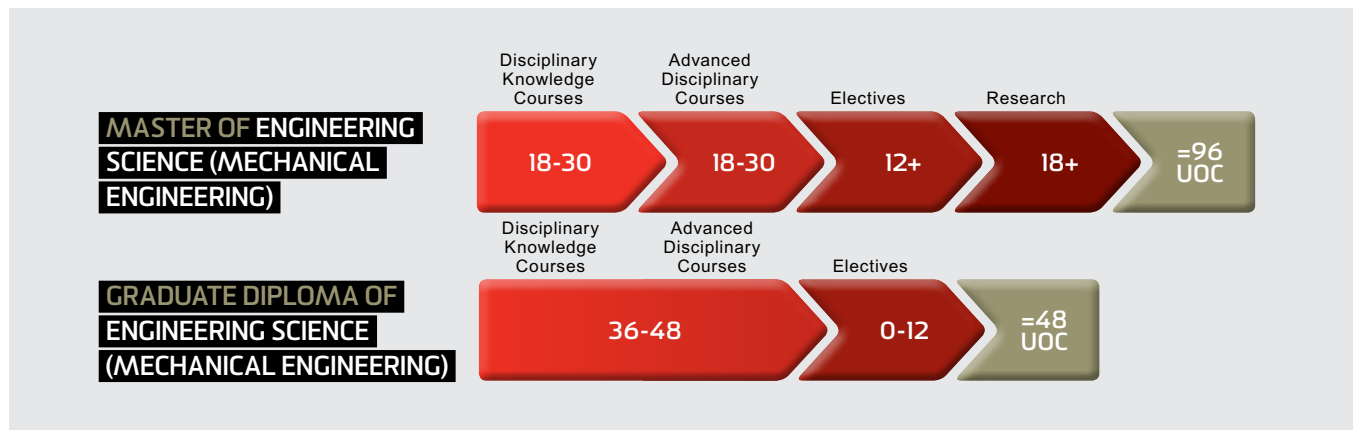 Disciplinary
Knowledge
Courses
Advanced
Disciplinary
Courses
Electives
Research
MASTER OF ENGINEERING
SCIENCE (MECHANICAL
ENGINEERING)
18-30
18-30
12+
18+
=96
UOC
Disciplinary
Knowledge
Courses
Advanced
Disciplinary
Courses
Electives
GRADUATE DIPLOMA OF
ENGINEERING SCIENCE
(MECHANICAL ENGINEERING)
36-48
0-12
=48
UOC